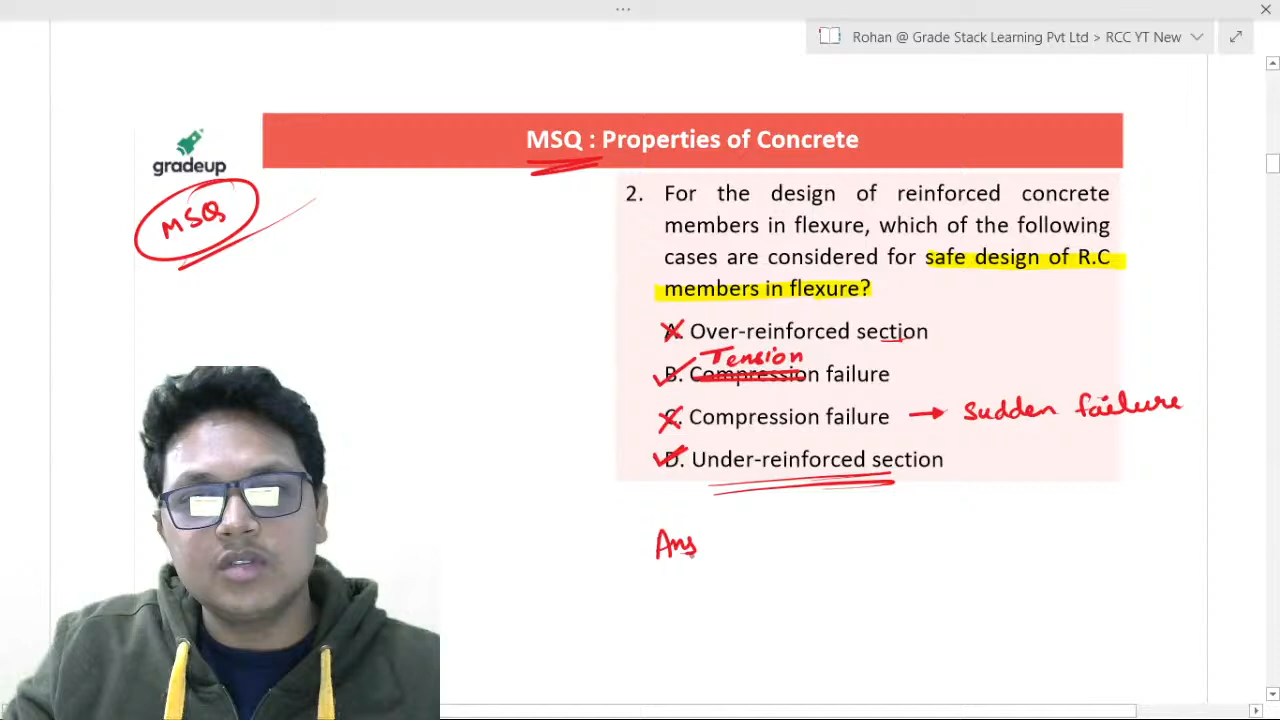 Rohan @ Grade Stack Learning Pvt Ltd > RCC YT New
MSQ : Properties of Concrete
gradeup
MSQ
2. For the design of reinforced concrete
members in flexure, which of the following
cases are considered for safe design of R.C
members in flexure?
A. Over-reinforced section
Tension
B. Compression failure
C. Compression failure → Sudden failure
D. Under-reinforced section
Ans